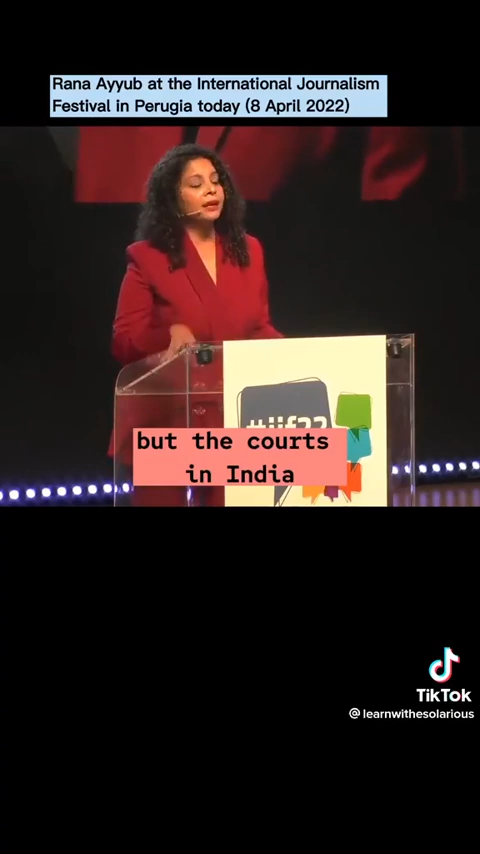 Rana Ayyub at the International Journalism
Festival in Perugia today (8 April 2022)
#ijf22
but the courts
in India
TikTok
@learnwithesolarious